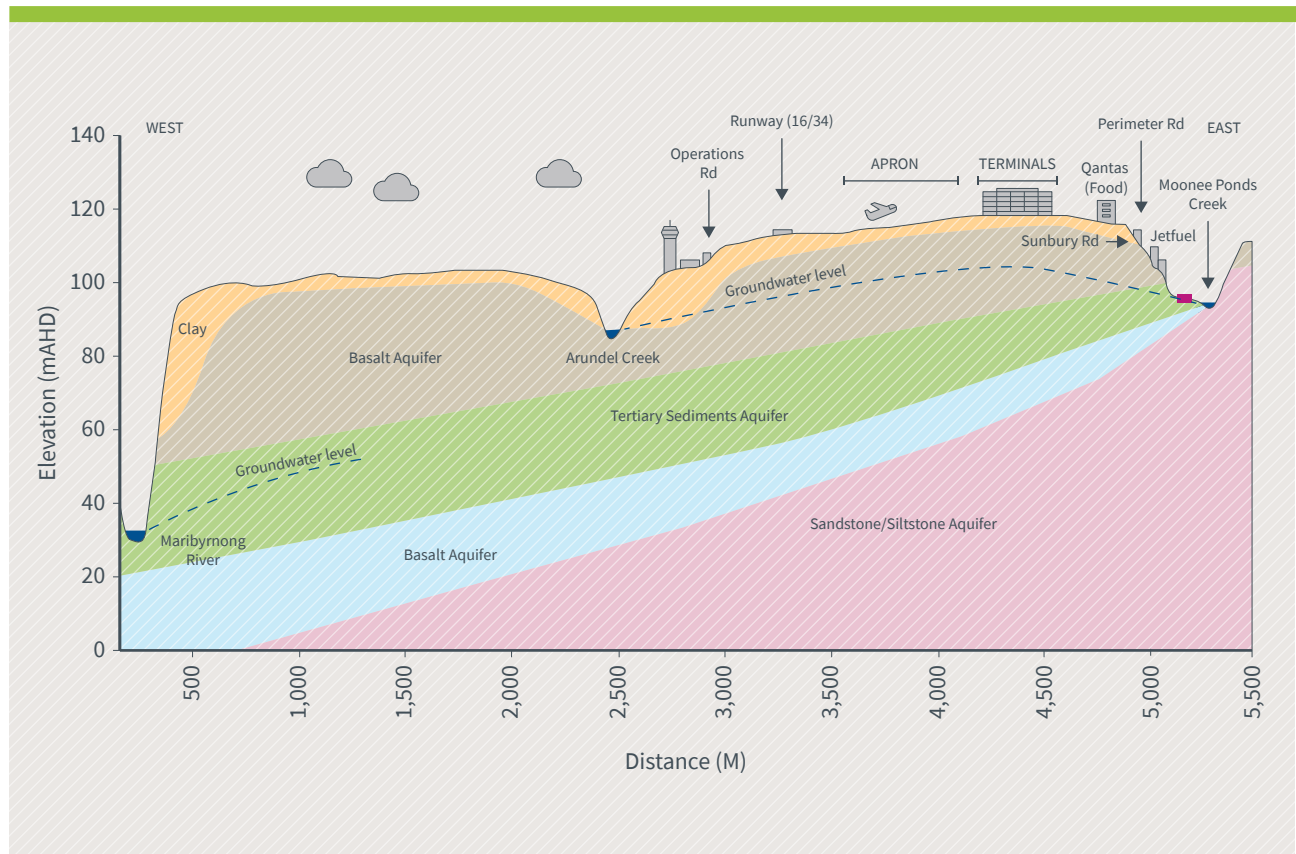 140
WEST
Runway (16/34)
Perimeter Rd
EAST
Operations
Rd
APRON
TERMINALS
Qantas
(Food)
Moonee Ponds
Creek
120
Sunbury Rd
Jetfuel
100
Groundwater level
Clay
Basalt Aquifer
Arundel Creek
80
Tertiary Sediments Aquifer
60
Groundwater level
40
Maribyrnong
River
Basalt Aquifer
Sandstone/Siltstone Aquifer
20
0
Elevation (mAHD)
500
1,000
1,500
2,000
2,500
3,000
3,500
4,000
4,500
5,000
5,500
Distance (M)